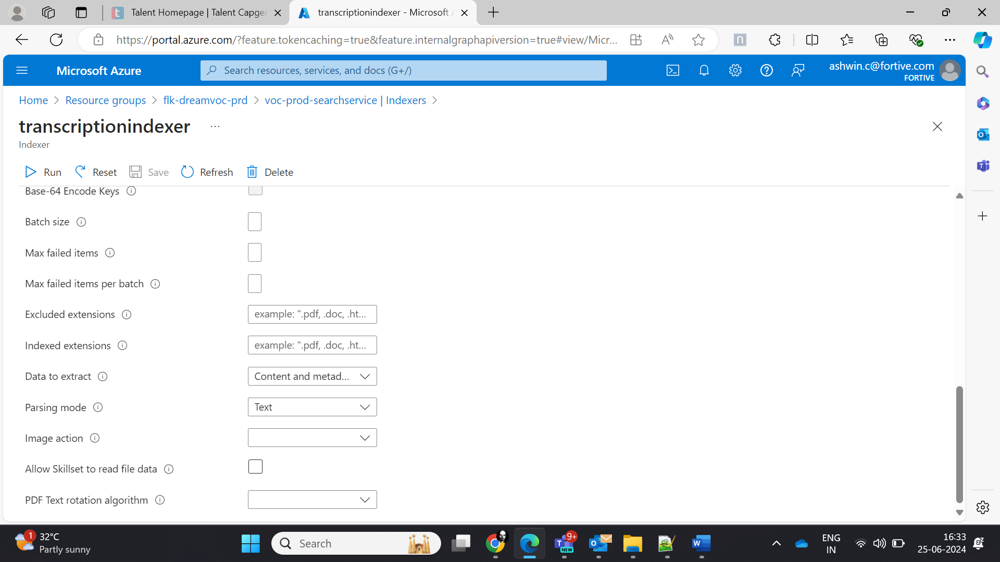 Talent Homepage | Talent Capger
transcriptionindexer - Microsoft A
https://portal.azure.com/?feature.tokencaching=true&feature.internalgraphapiversion=true#view/Micr...
Microsoft Azure
Search resources, services, and docs (G+/)
ashwin.c@fortive.com
FORTIVE
Home > Resource groups > flk-dreamvoc-prd > voc-prod-searchservice | Indexers >
transcriptionindexer ...
Indexer
Run Reset Save Refresh Delete
Base-64 Encode Keys
Batch size
Max failed items
Max failed items per batch
Excluded extensions example: ".pdf, .doc, .ht...
Indexed extensions example: ".pdf, .doc, .ht...
Data to extract Content and metad...
Parsing mode Text
Image action
Allow Skillset to read file data
PDF Text rotation algorithm
1 32°C
Partly sunny
Search
9+
NEW
ENG
IN
16:33
25-06-2024